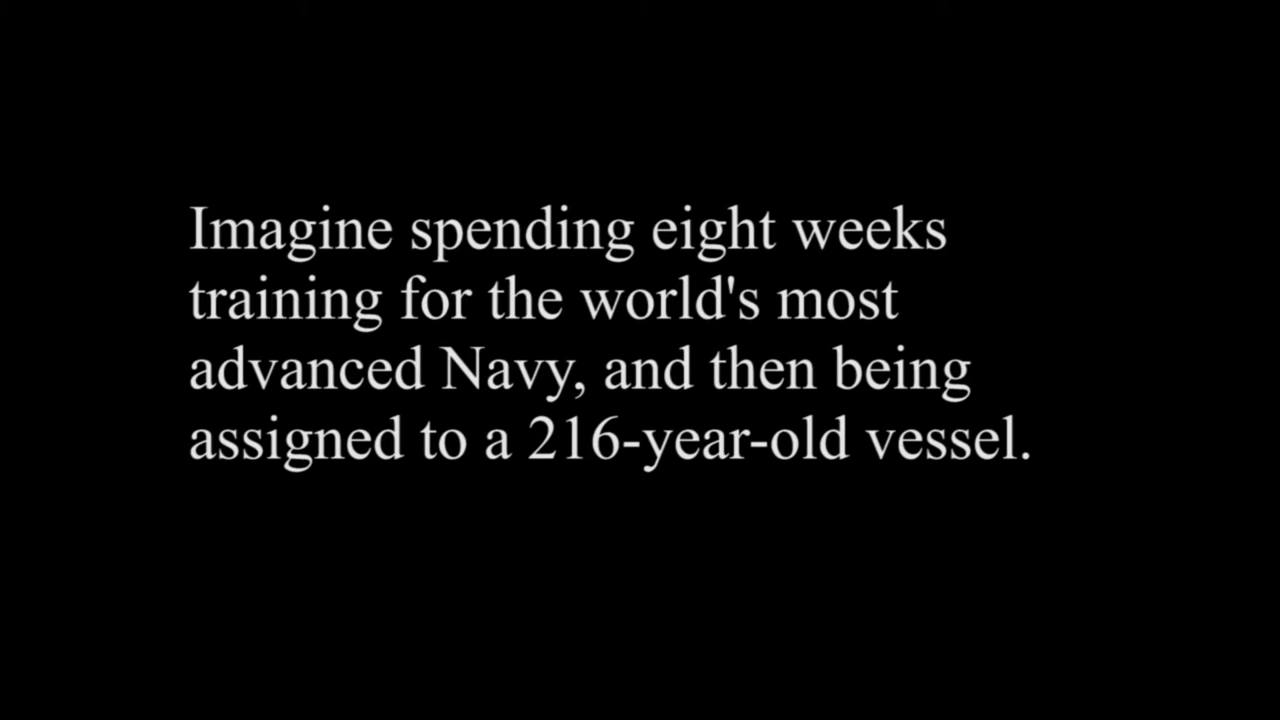 Imagine spending eight weeks
training for the world's most
advanced Navy, and then being
assigned to a 216-year-old vessel.